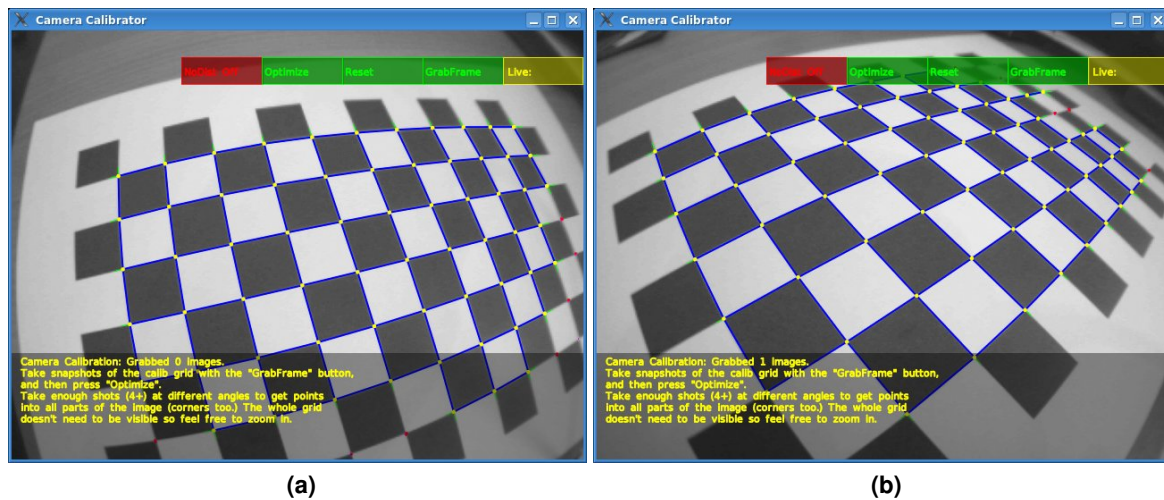 Camera Calibrator
Optimize
Reset
GrabFrame
Live:
Camera Calibration: Grabbed 0 images.
Take snapshots of the calib grid with the "GrabFrame" button,
and then press "Optimize".
Take enough shots (4+) at different angles to get points
into all parts of the image (corners too.) The whole grid
doesn't need to be visible so feel free to zoom in.
(a)
Camera Calibrator
Optimize
Reset
GrabFrame
Live:
Camera Calibration: Grabbed 1 images.
Take snapshots of the calib grid with the "GrabFrame" button,
and then press "Optimize".
Take enough shots (4+) at different angles to get points
into all parts of the image (corners too.) The whole grid
doesn't need to be visible so feel free to zoom in.
(b)